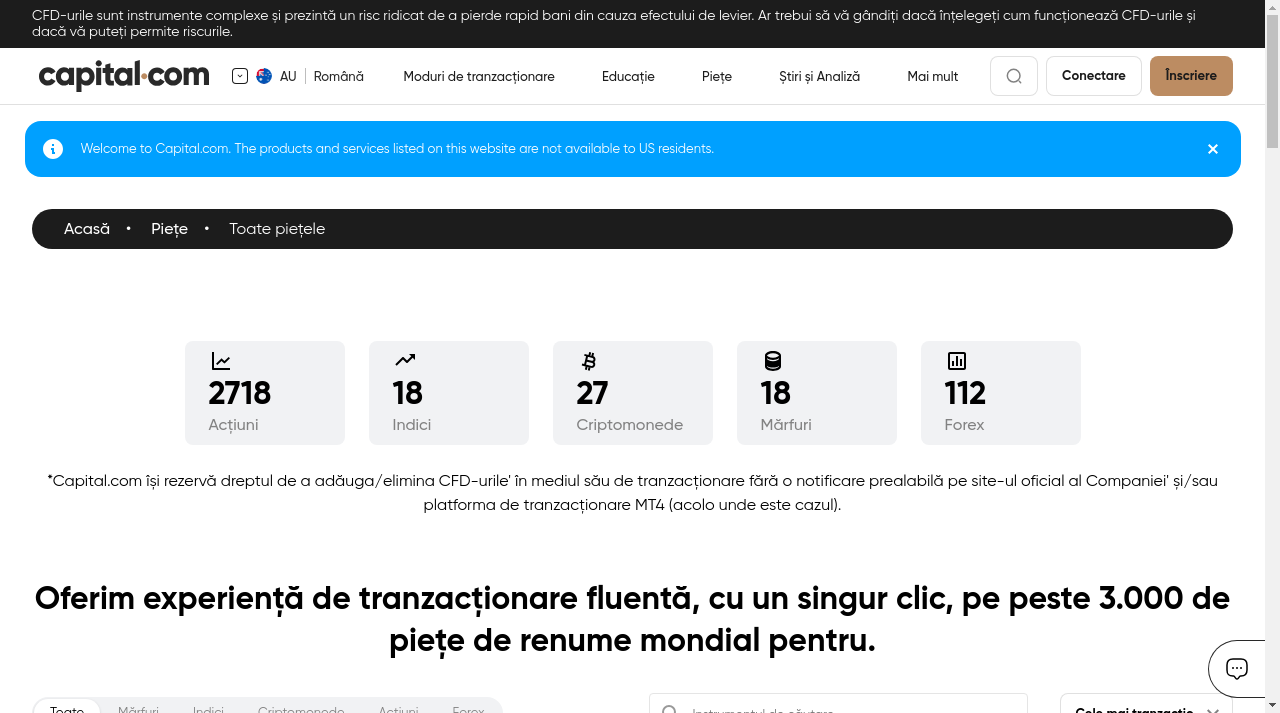 CFD-urile sunt instrumente complexe și prezintă un risc ridicat de a pierde rapid bani din cauza efectului de levier. Ar trebui să vă gândiți dacă înțelegeți cum funcționează CFD-urile și
dacă vă puteți permite riscurile.
capital.com
AU Română Moduri de tranzacționare Educație Piețe Știri și Analiză Mai mult Conectare Înscriere
Welcome to Capital.com. The products and services listed on this website are not available to US residents.
Acasă • Piețe • Toate piețele
2718 18 27 18 112
Acțiuni Indici Criptomonede Mărfuri Forex
*Capital.com își rezervă dreptul de a adăuga/elimina CFD-urile' în mediul său de tranzacționare fără o notificare prealabilă pe site-ul oficial al Companiei' și/sau
platforma de tranzacționare MT4 (acolo unde este cazul).
Oferim experiență de tranzacționare fluentă, cu un singur clic, pe peste 3.000 de
piețe de renume mondial pentru.
Toate Mărfuri Indici Criptomonede Acțiuni Forex Instrumentul de căutare Cele mai tranzacție